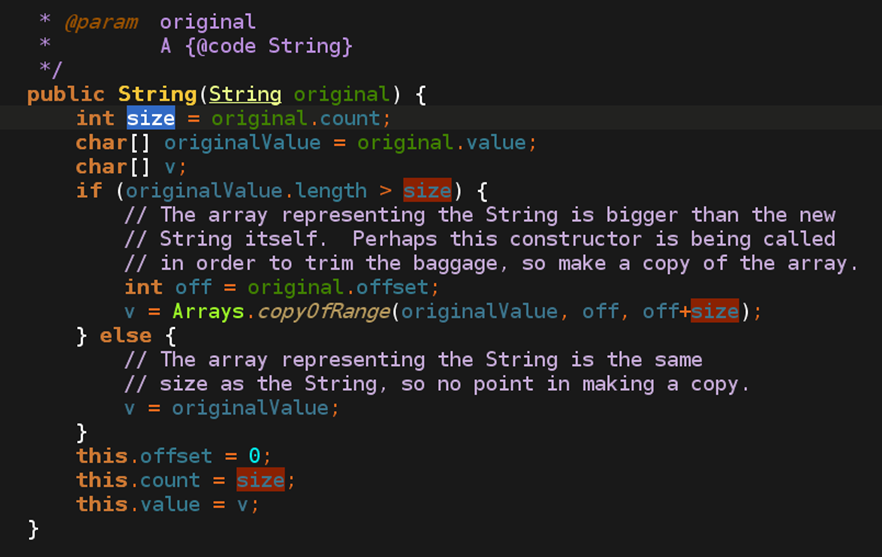 * @param  original
*         A {@code String}
*/
public String(String original) {
int size = original.count;
char[] originalValue = original.value;
char[] v;
if (originalValue.length > size) {
// The array representing the String is bigger than the new
// String itself.  Perhaps this constructor is being called
// in order to trim the baggage, so make a copy of the array.
int off = original.offset;
v = Arrays.copyOfRange(originalValue, off, off+size);
} else {
// The array representing the String is the same
// size as the String, so no point in making a copy.
v = originalValue;
}
this.offset = 0;
this.count = size;
this.value = v;
}